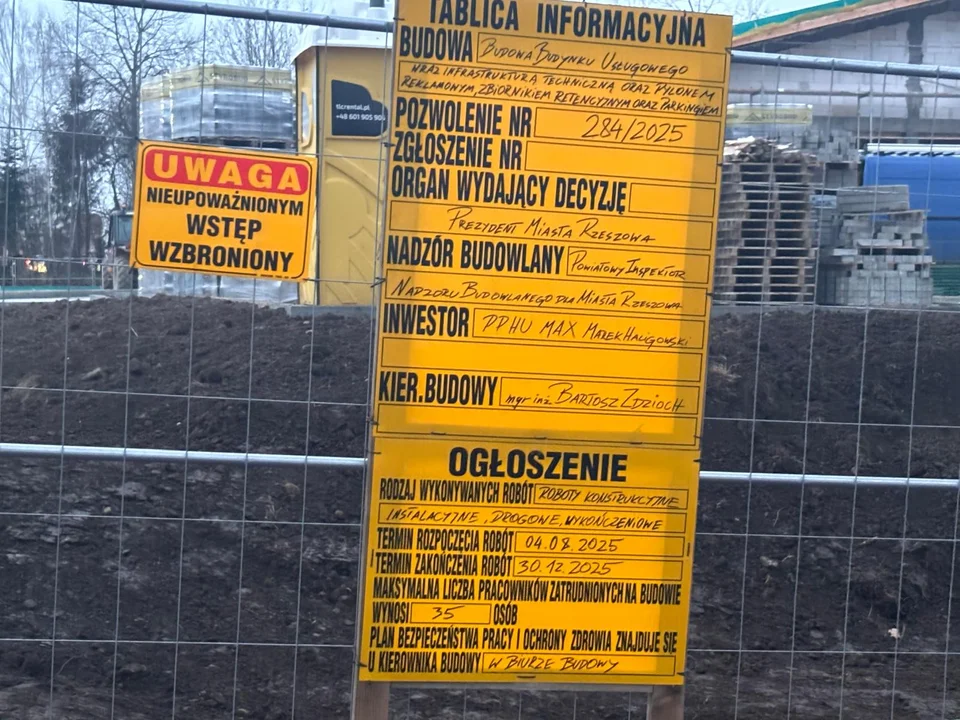 TABLICA INFORMACYJNA
BUDOWA Budowa Budynku Usługowego
wraz infrastrukturą techniczną oraz pylonem
reklamowym, zbiornikiem retencyjnym oraz parkingiem
POZWOLENIE NR 284/2025
ZGŁOSZENIE NR
ORGAN WYDAJĄCY DECYZJĘ
Prezydent Miasta Rzeszowa
NADZÓR BUDOWLANY Powiatowy Inspektor
Nadzoru Budowlanego dla Miasta Rzeszowa
INWESTOR PPHU MAX Marek
KIER. BUDOWY mgr inż Bartosz Zdzioch
OGŁOSZENIE
RODZAJ WYKONYWANYCH ROBÓT ROBOTY KONSTRUKCYJNE
INSTALACYJNE, DROGOWE, WYKOŃCZENIOWE
TERMIN ROZPOCZĘCIA ROBÓT 04.08.2025
TERMIN ZAKOŃCZENIA ROBÓT 30.12.2025
MAKSYMALNA LICZBA PRACOWNIKÓW ZATRUDNIONYCH NA BUDOWIE
WYNOSI 35 OSÓB
PLAN BEZPIECZEŃSTWA PRACY I OCHRONY ZDROWIA ZNAJDUJE SIĘ
U KIEROWNIKA BUDOWY W BIURZE BUDOWY
UWAGA
NIEUPOWAŻNIONYM
WSTĘP
WZBRONIONY
tlcrental.pl
+48 601 905 905